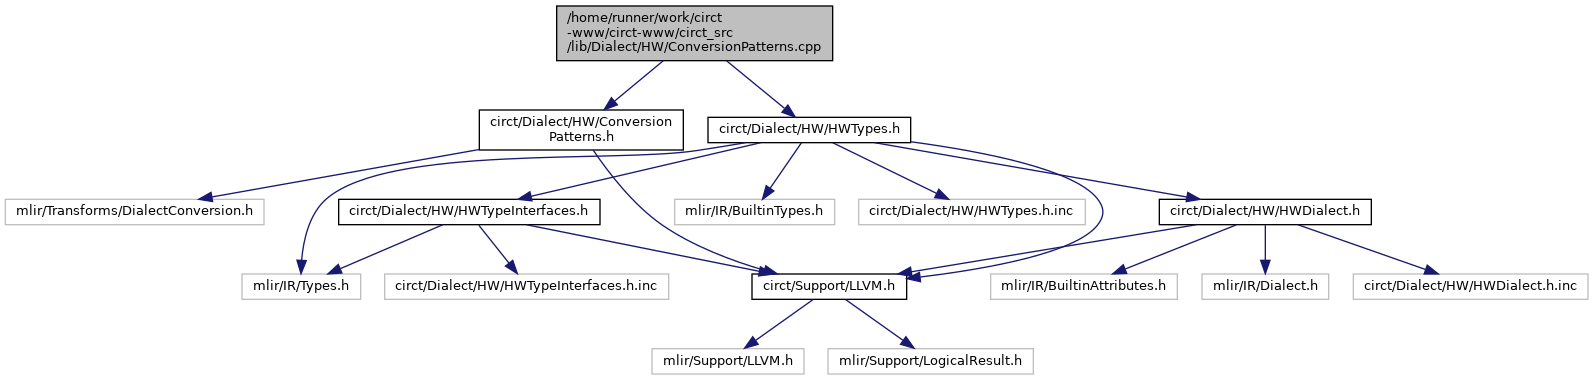 /home/runner/work/circt
-www/circt-www/circt_src
/lib/Dialect/HW/ConversionPatterns.cpp
circt/Dialect/HW/Conversion
Patterns.h
circt/Dialect/HW/HWTypes.h
mlir/Transforms/DialectConversion.h
circt/Dialect/HW/HWTypeInterfaces.h
mlir/IR/BuiltinTypes.h
circt/Dialect/HW/HWTypes.h.inc
circt/Dialect/HW/HWDialect.h
mlir/IR/Types.h
circt/Dialect/HW/HWTypeInterfaces.h.inc
circt/Support/LLVM.h
mlir/IR/BuiltinAttributes.h
mlir/IR/Dialect.h
circt/Dialect/HW/HWDialect.h.inc
mlir/Support/LLVM.h
mlir/Support/LogicalResult.h